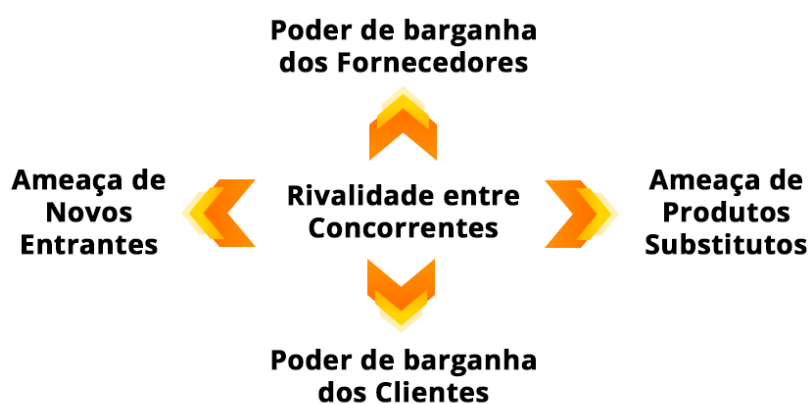 Poder de barganha
dos Fornecedores
Ameaça de
Novos
Entrantes
Rivalidade entre
Concorrentes
Ameaça de
Produtos
Substitutos
Poder de barganha
dos Clientes